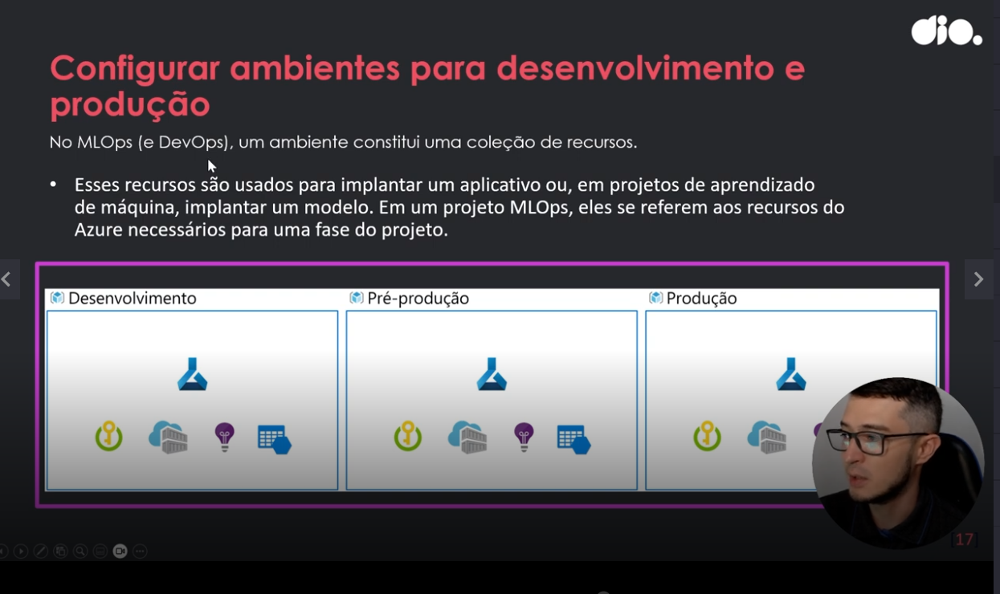 dio.
Configurar ambientes para desenvolvimento e
produção
No MLOps (e DevOps), um ambiente constitui uma coleção de recursos.
• Esses recursos são usados para implantar um aplicativo ou, em projetos de aprendizado
de máquina, implantar um modelo. Em um projeto MLOps, eles se referem aos recursos do
Azure necessários para uma fase do projeto.
Desenvolvimento
Pré-produção
Produção
[17]